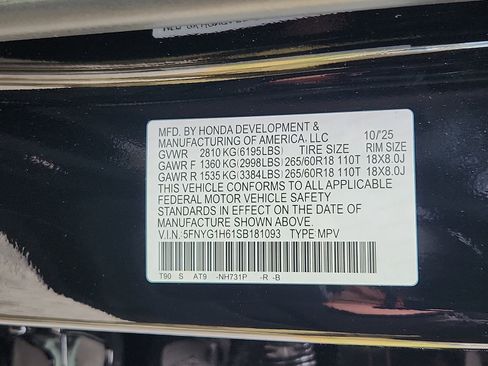 MFD. BY HONDA DEVELOPMENT & 10/'25
MANUFACTURING OF AMERICA, LLC
GVWR 2810 KG(6195LBS) TIRE SIZE RIM SIZE
GAWR F 1360 KG(2998LBS) 265/60R18 110T 18X8.0J
GAWR R 1535 KG(3384LBS) 265/60R18 110T 18X8.0J
THIS VEHICLE CONFORMS TO ALL APPLICABLE
FEDERAL MOTOR VEHICLE SAFETY
STANDARDS IN EFFECT ON THE DATE OF
MANUFACTURE SHOWN ABOVE.
V.I.N. 5FNYG1H61SB181093 TYPE MPV
T90 S AT9 -NH731P -R -B